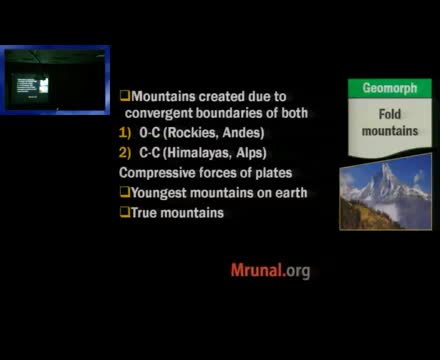 ❑Mountains created due to
convergent boundaries of both
1) O-C (Rockies, Andes)
2) C-C (Himalayas, Alps)
Compressive forces of plates
❑Youngest mountains on earth
❑True mountains
Geomorph
Fold
mountains
Mrunal.org